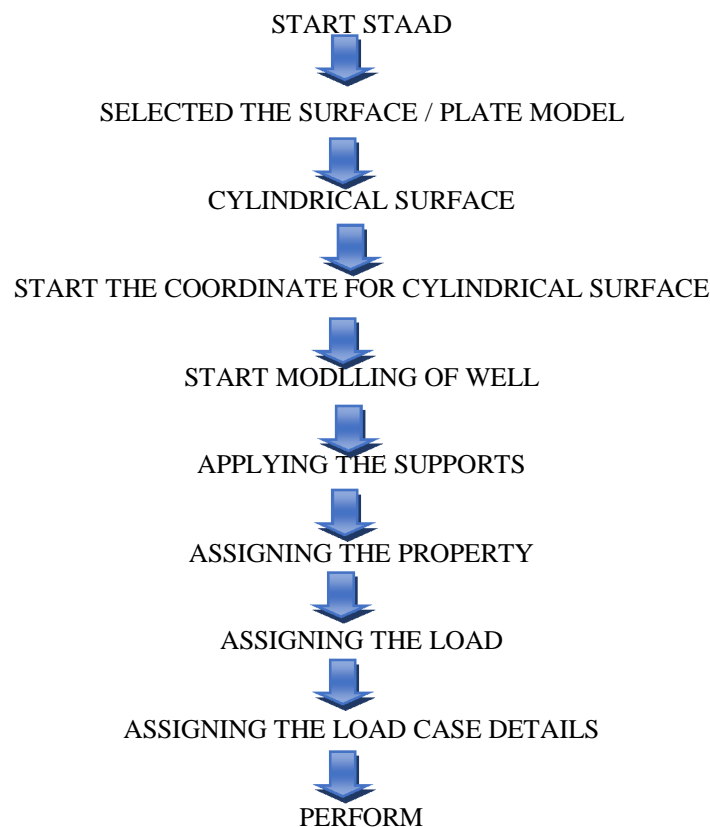 START STAAD
SELECTED THE SURFACE / PLATE MODEL
CYLINDRICAL SURFACE
START THE COORDINATE FOR CYLINDRICAL SURFACE
START MODLLING OF WELL
APPLYING THE SUPPORTS
ASSIGNING THE PROPERTY
ASSIGNING THE LOAD
ASSIGNING THE LOAD CASE DETAILS
PERFORM